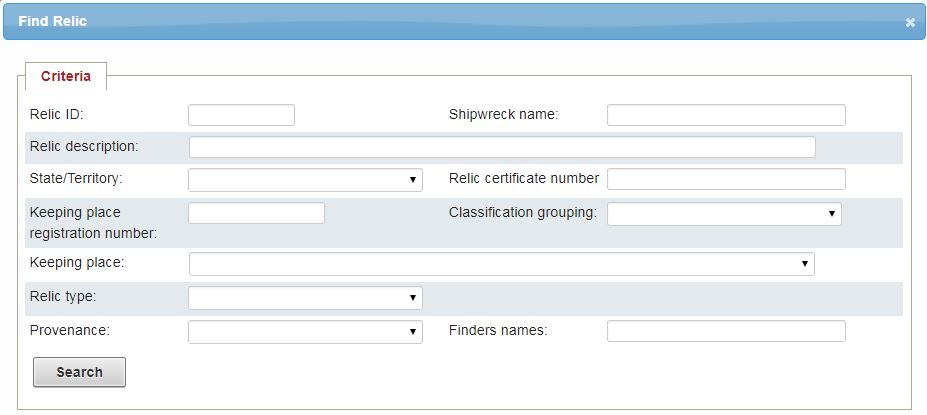 Find Relic
Criteria
Relic ID:
Shipwreck name:
Relic description:
State/Territory:
Relic certificate number
Keeping place
registration number:
Classification grouping:
Keeping place:
Relic type:
Provenance:
Finders names:
Search